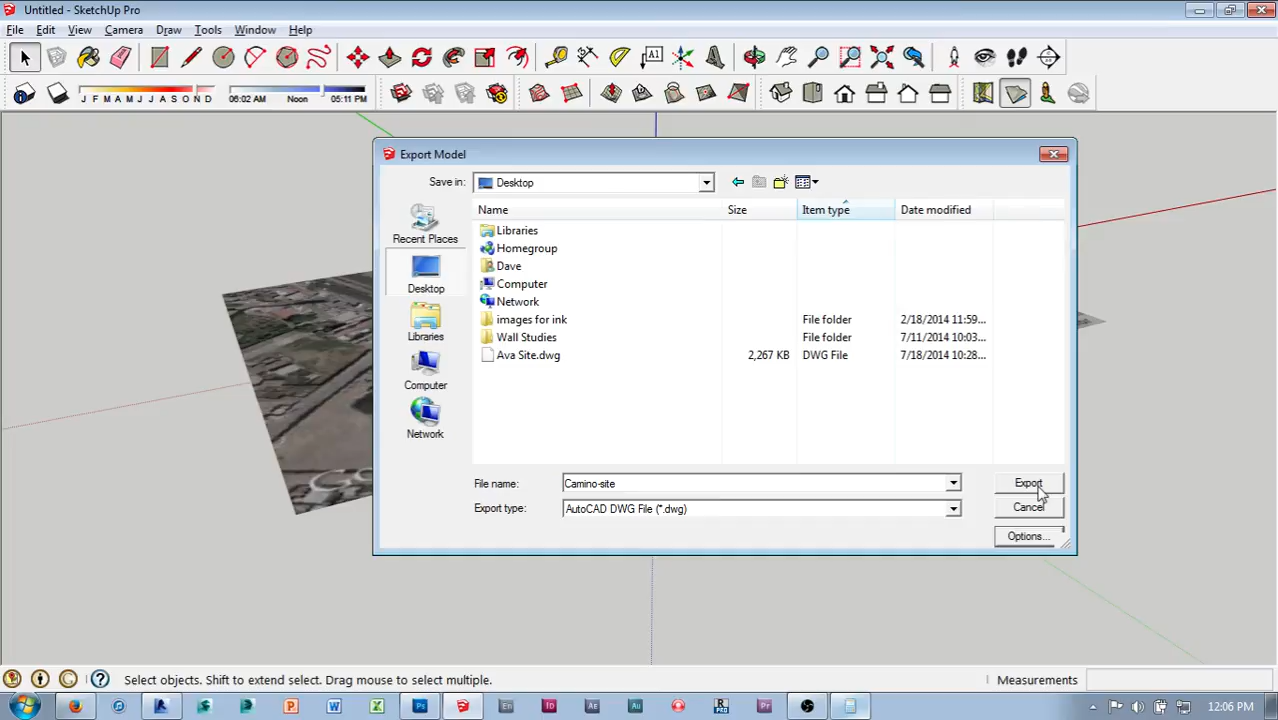 Untitled - SketchUp Pro
File Edit View Camera Draw Tools Window Help
A1
J F M A M J J A S O N D 06:02 AM Noon 05:11 PM
Export Model
Save in: Desktop
Name Size Item type Date modified
Recent Places
Desktop
Libraries
Computer
Network
Libraries
Homegroup
Dave
Computer
Network
images for ink File folder 2/18/2014 11:59...
Wall Studies File folder 7/11/2014 10:03...
Ava Site.dwg 2,267 KB DWG File 7/18/2014 10:28...
File name: Camino-site Export
Export type: AutoCAD DWG File (*.dwg) Cancel
Options...
Select objects. Shift to extend select. Drag mouse to select multiple. Measurements
12:06 PM